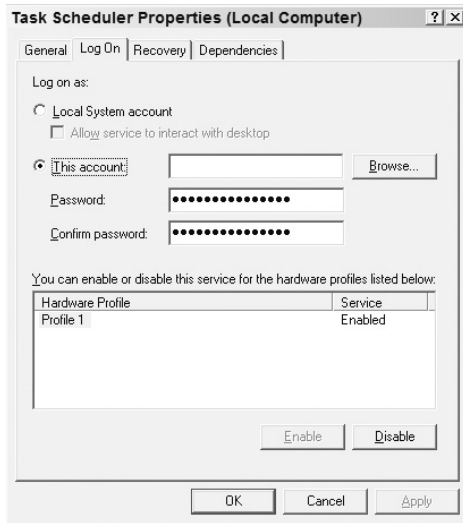 Task Scheduler Properties (Local Computer)
General Log On Recovery Dependencies
Log on as:
Local System account
Allow service to interact with desktop
This account: Browse...
Password: ●●●●●●●●●●●●●●●
Confirm password: ●●●●●●●●●●●●●●●
You can enable or disable this service for the hardware profiles listed below:
Hardware Profile Service
Profile 1 Enabled
Enable Disable
OK Cancel Apply